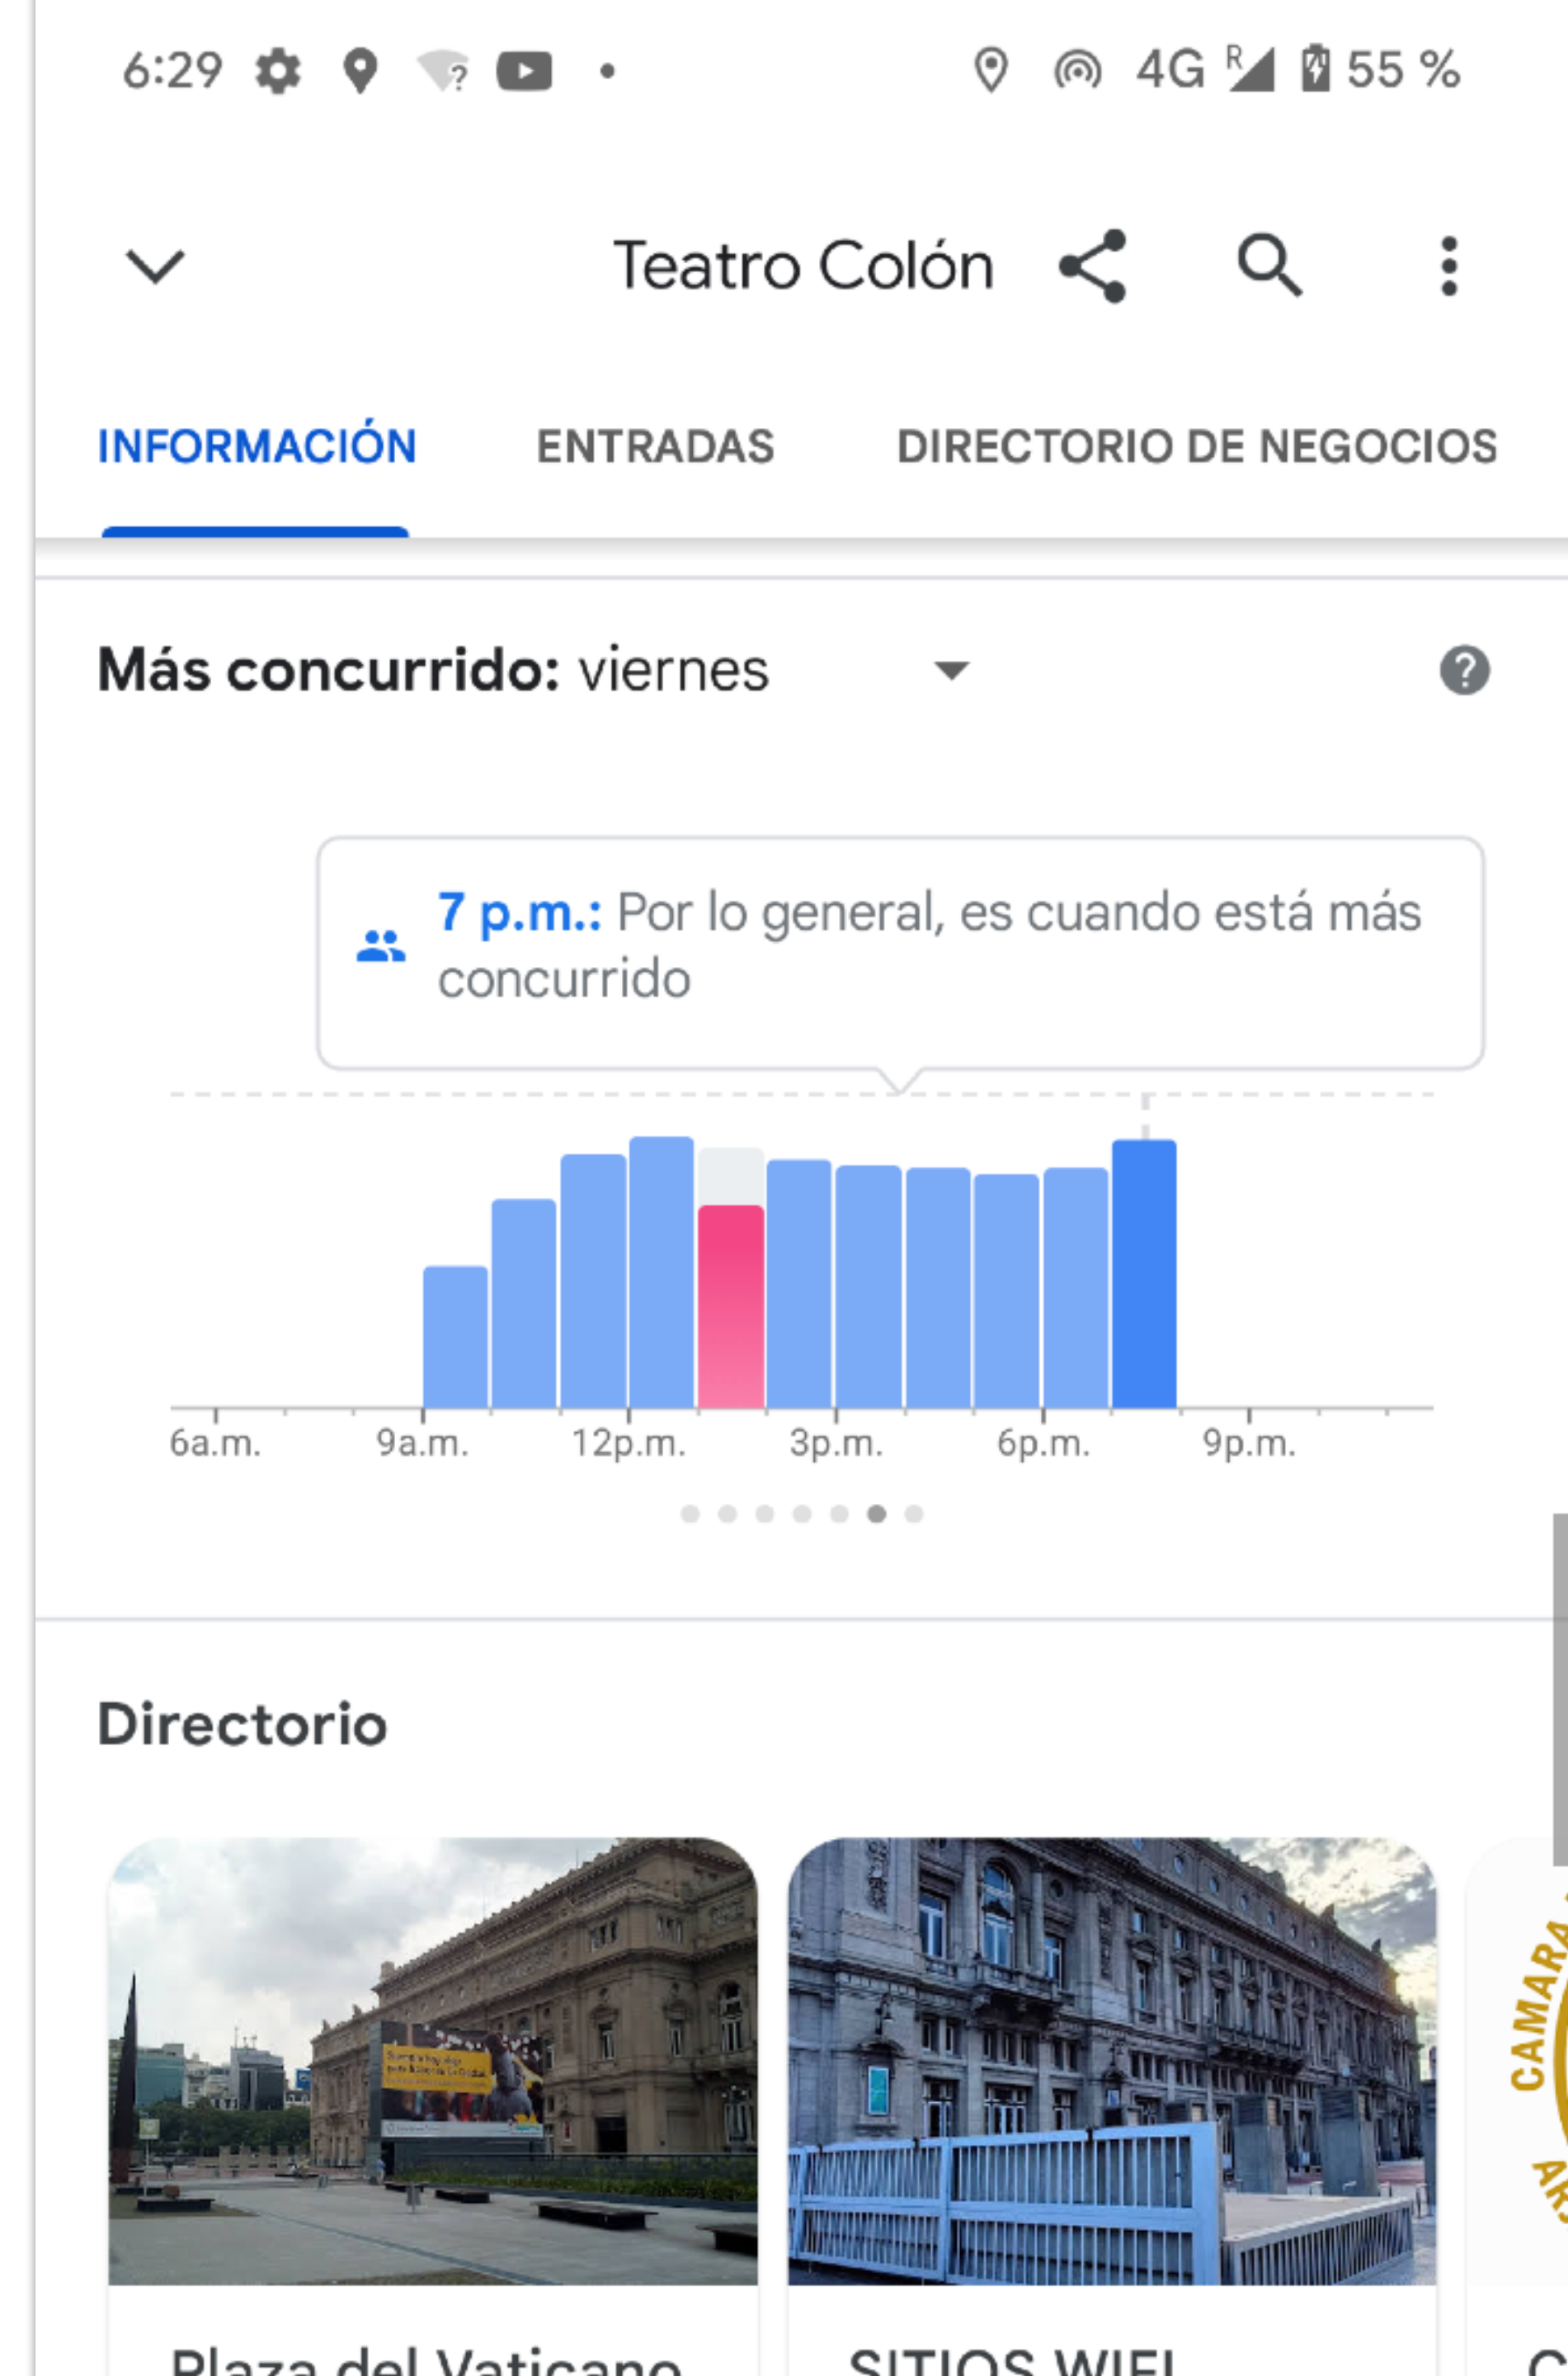 6:29
4G R 55 %
Teatro Colón
INFORMACIÓN ENTRADAS DIRECTORIO DE NEGOCIOS
Más concurrido: viernes
7 p.m.: Por lo general, es cuando está más
concurrido
6a.m. 9a.m. 12p.m. 3p.m. 6p.m. 9p.m.
Directorio
CAMARA
Plaza del Vaticano
SITIOS WIFI